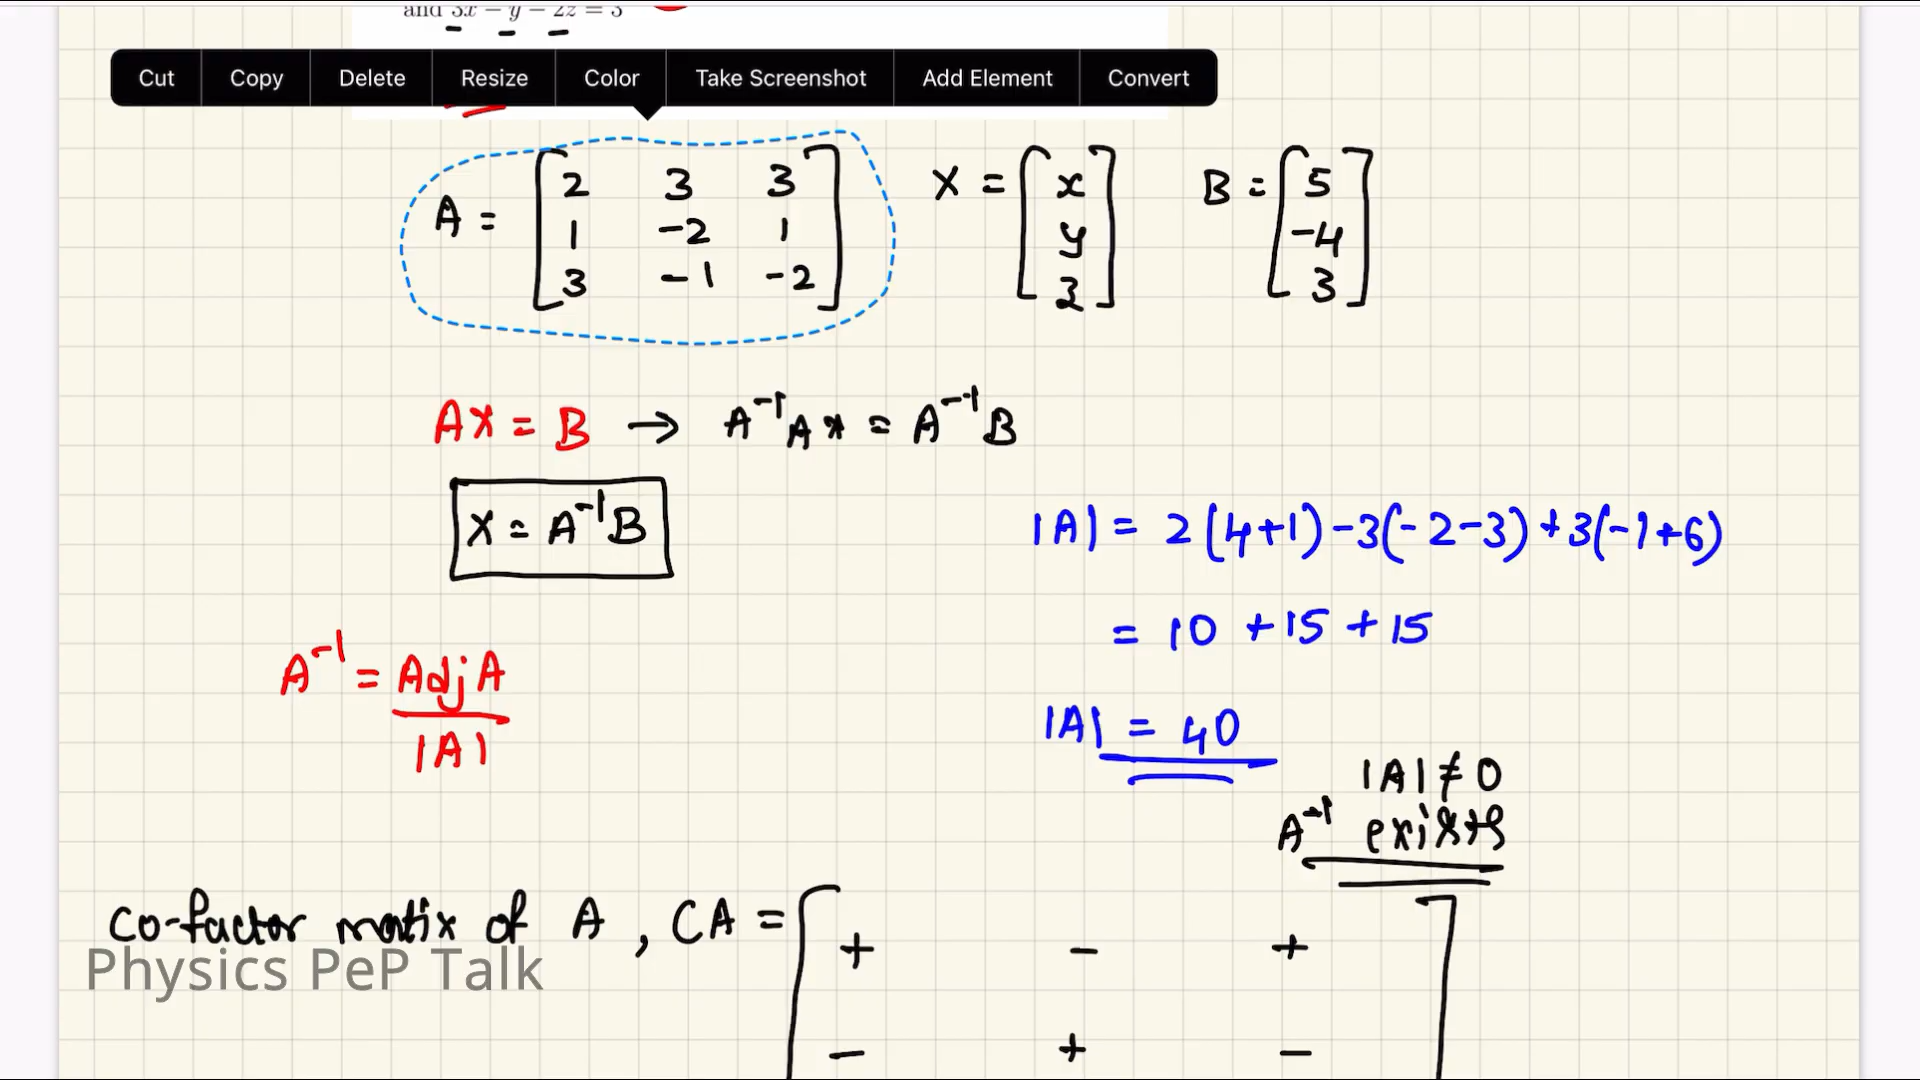 and 3x − y − 2z = 3
Cut Copy Delete Resize Color Take Screenshot Add Element Convert
A = [2 3 3
1 -2 1
3 -1 -2]
X = [x
y
z]
B = [5
-4
3]
AX = B → A⁻¹AX = A⁻¹B
X = A⁻¹B
|A| = 2(4+1)-3(-2-3)+3(-1+6)
= 10 +15 +15
A⁻¹ = Adj A
|A|
|A| = 40
|A| ≠ 0
A⁻¹ exists
co-factor matix of A , CA = [+ - +
- + -]
Physics PeP Talk